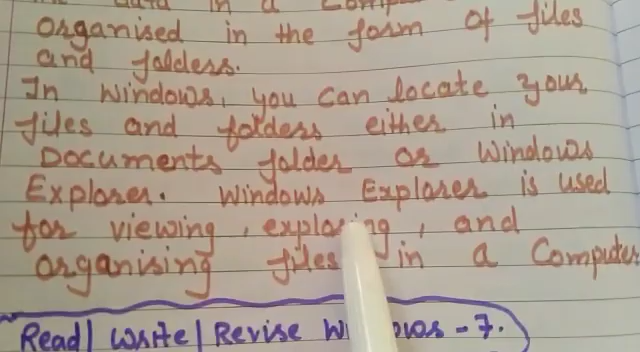 data in a
organised in the form of files
and folders.
In windows, you can locate your
files and folders either in
Documents folder or Windows
Explorer. Windows Explorer is used
for viewing, exploring, and
organising files in a Computer
Read/ Write/ Revise Windows-7.